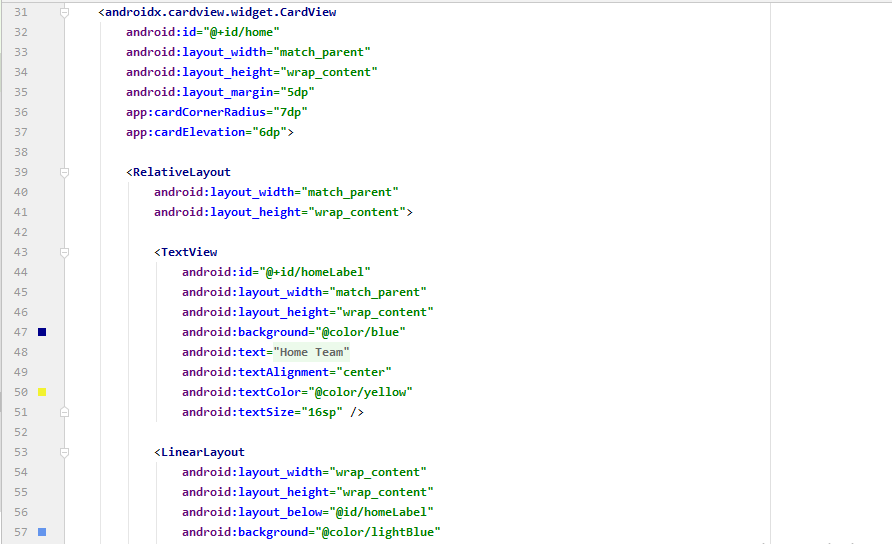 31 <androidx.cardview.widget.CardView
32 android:id="@+id/home"
33 android:layout_width="match_parent"
34 android:layout_height="wrap_content"
35 android:layout_margin="5dp"
36 app:cardCornerRadius="7dp"
37 app:cardElevation="6dp">
38
39 <RelativeLayout
40 android:layout_width="match_parent"
41 android:layout_height="wrap_content">
42
43 <TextView
44 android:id="@+id/homeLabel"
45 android:layout_width="match_parent"
46 android:layout_height="wrap_content"
47 android:background="@color/blue"
48 android:text="Home Team"
49 android:textAlignment="center"
50 android:textColor="@color/yellow"
51 android:textSize="16sp" />
52
53 <LinearLayout
54 android:layout_width="wrap_content"
55 android:layout_height="wrap_content"
56 android:layout_below="@id/homeLabel"
57 android:background="@color/lightBlue"